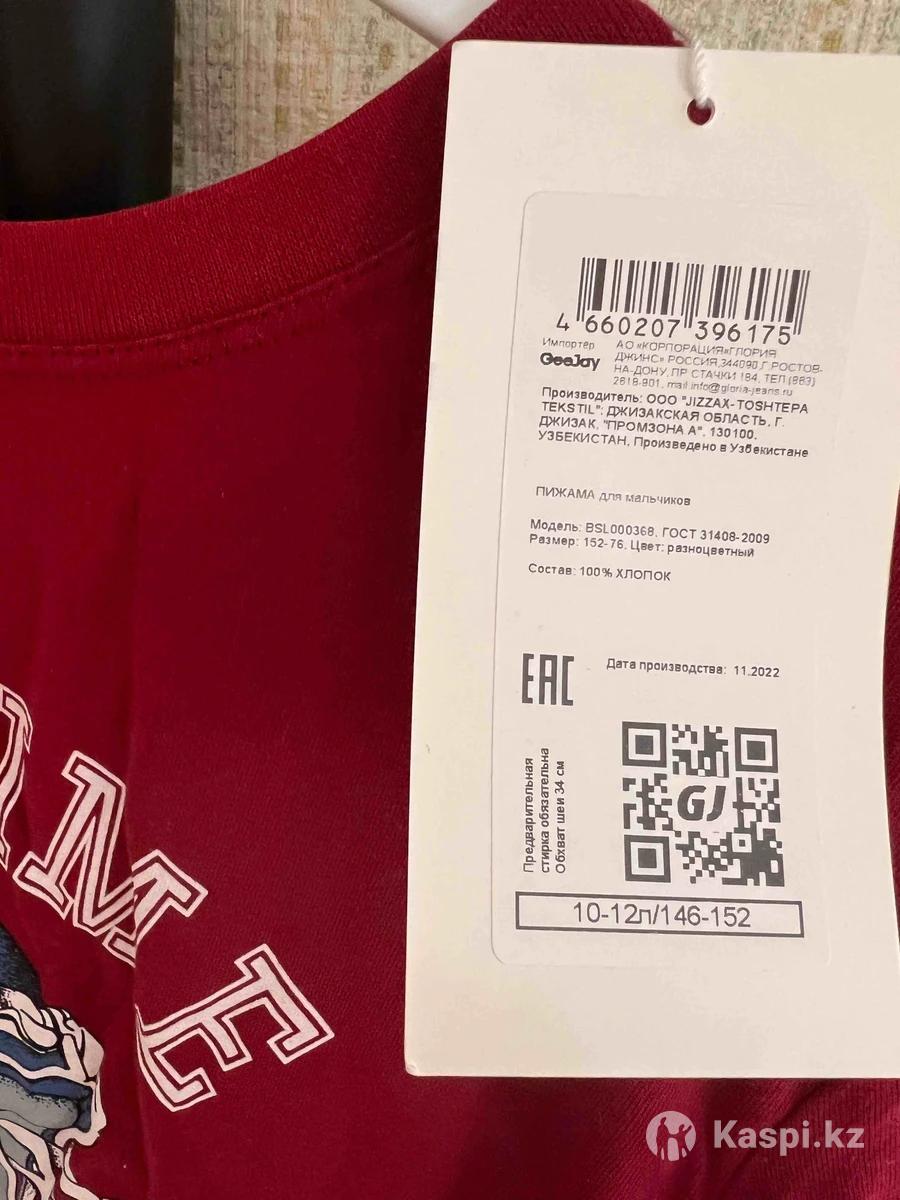 4 660207 396175
Импортер
GeeJay
АО «КОРПОРАЦИЯ«ГЛОРИЯ
ДЖИНС» РОССИЯ,344090,Г.РОСТОВ-
НА-ДОНУ, ПР СТАЧКИ 184, ТЕЛ (863)
2618-901, mail:info@gloria-jeans.ru
Производитель: ООО "JIZZAX-TOSHTEPA
TEKSTIL": ДЖИЗАКСКАЯ ОБЛАСТЬ, Г.
ДЖИЗАК, "ПРОМЗОНА А", 130100,
УЗБЕКИСТАН, Произведено в Узбекистане
ПИЖАМА для мальчиков
Модель: BSL000368, ГОСТ 31408-2009
Размер: 152-76, Цвет: разноцветный
Состав: 100% ХЛОПОК
EAC
Дата производства: 11.2022
Предварительная
стирка обязательна
Обхват шеи 34 см
GJ
10-12л/146-152
ME
Kaspi.kz